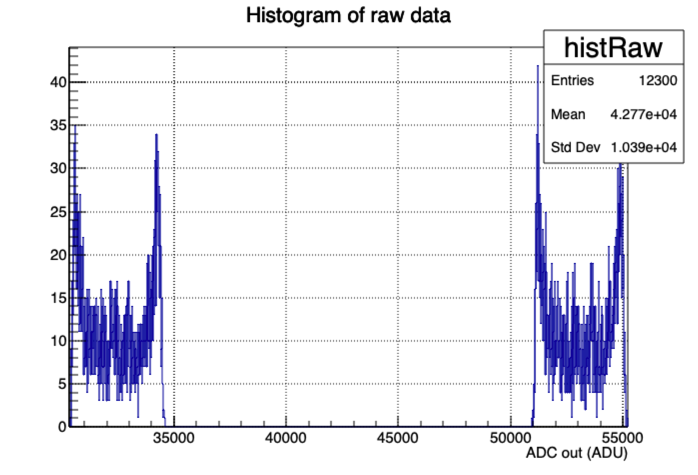 Histogram of raw data
histRaw
Entries 12300
Mean 4.277e+04
Std Dev 1.039e+04
40
35
30
25
20
15
10
5
0
35000 40000 45000 50000 55000
ADC out (ADU)